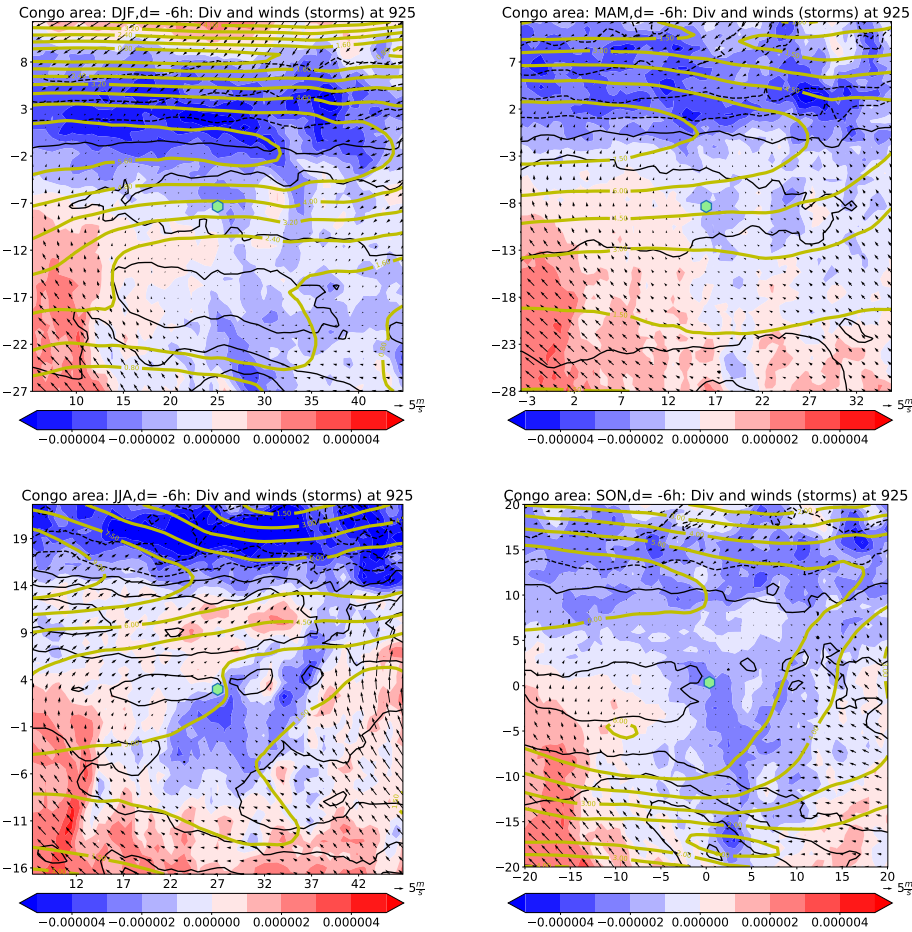 Congo area: DJF,d= -6h: Div and winds (storms) at 925
8
3
−2
−7
−12
−17
−22
−27
10 15 20 25 30 35 40
5 m/s
−0.000004 −0.000002 0.000000 0.000002 0.000004
Congo area: MAM,d= -6h: Div and winds (storms) at 925
7
2
−3
−8
−13
−18
−23
−28
−3 2 7 12 17 22 27 32
5 m/s
−0.000004 −0.000002 0.000000 0.000002 0.000004
Congo area: JJA,d= -6h: Div and winds (storms) at 925
19
14
9
4
−1
−6
−11
−16
12 17 22 27 32 37 42
5 m/s
−0.000004 −0.000002 0.000000 0.000002 0.000004
Congo area: SON,d= -6h: Div and winds (storms) at 925
20
15
10
5
0
−5
−10
−15
−20
−20 −15 −10 −5 0 5 10 15 20
5 m/s
−0.000004 −0.000002 0.000000 0.000002 0.000004